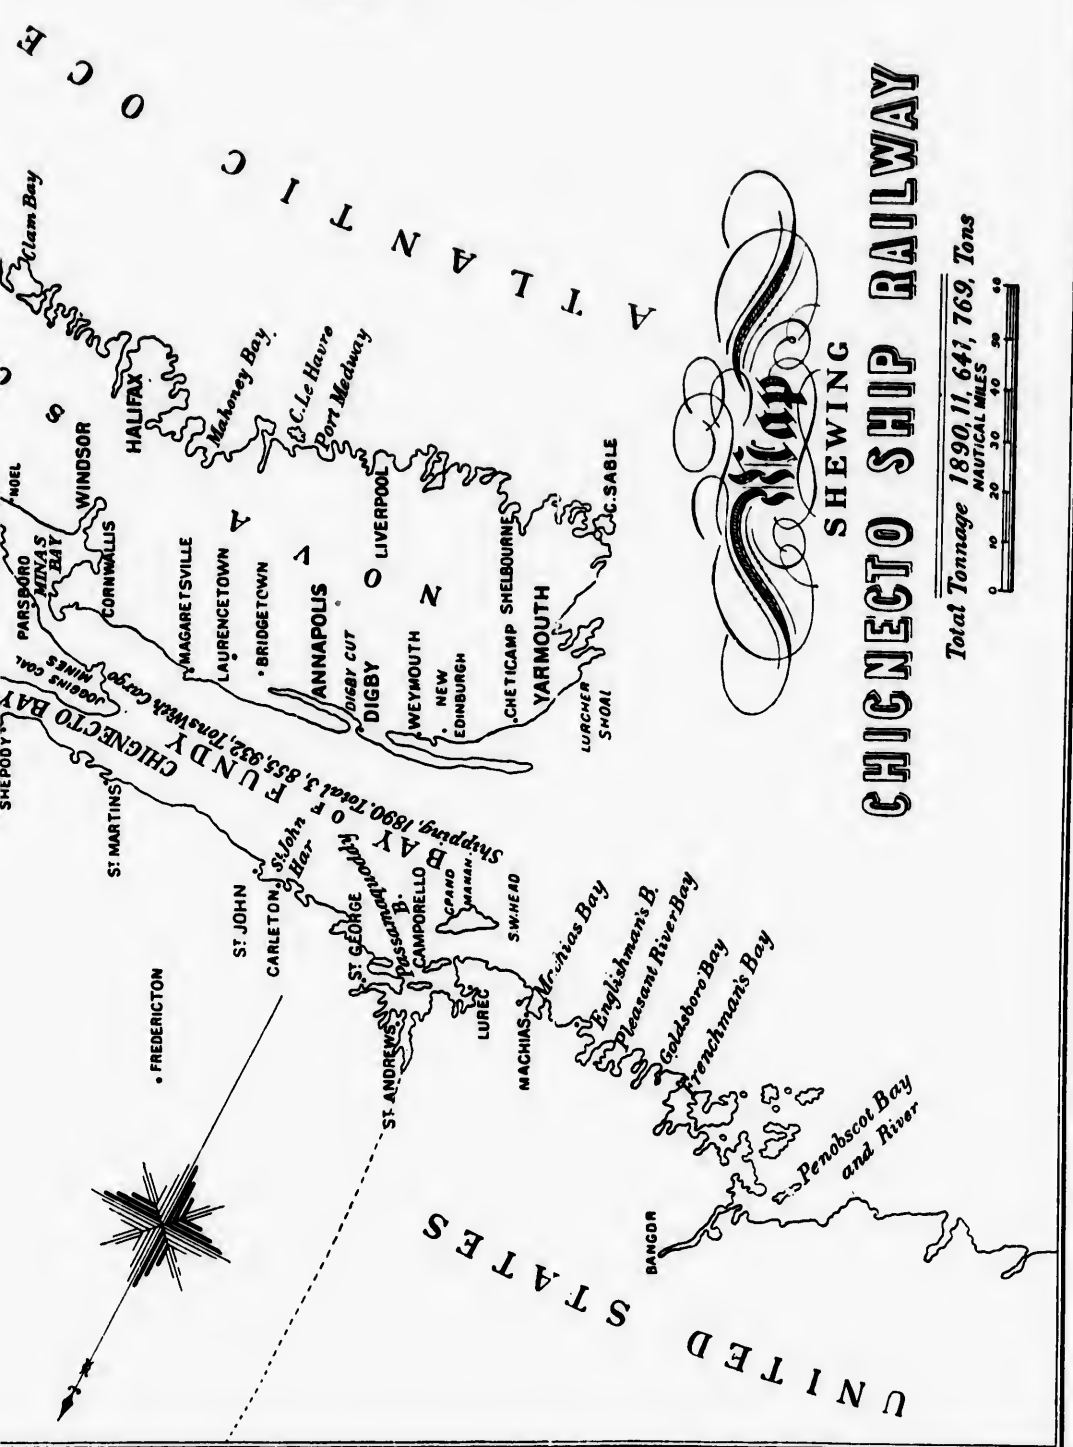 Map
SHEWING
CHIGNECTO SHIP RAILWAY
Total Tonnage 1890, 11, 641, 769, Tons
NAUTICAL MILES
0 10 20 30 40 50 60
ATLANTIC OCE
Clam Bay
HALIFAX
Mahoney Bay.
C. Le Havre
Port Medway
LIVERPOOL
SHELBOURNE
C. SABLE
NOEL
WINDSOR
PARSBORO
MINAS
BAY
CORNWALLIS
MAGARETSVILLE
LAURENCETOWN
BRIDGETOWN
ANNAPOLIS
DIGBY CUT
DIGBY
WEYMOUTH
NEW
EDINBURGH
CHETICAMP
YARMOUTH
LURCHER
SHOAL
NOVA
S
JOGGINS COAL
MINES
CHIGNECTO BAY
BAY OF FUNDY
Shipping, 1890. Total 3, 855, 932, Tons With Cargo
SHEPODY
ST MARTINS
ST JOHN
St. John
Har
CARLETON
FREDERICTON
ST GEORGE
Passamaquoddy
B.
CAMPORELLO
GRAND
MANAN.
S.W. HEAD
ST ANDREWS
LUREC
MACHIAS
Machias Bay
Englishman's B.
Pleasant River Bay
Goldsboro Bay
Frenchman's Bay
Penobscot Bay
and River
BANGOR
UNITED STATES